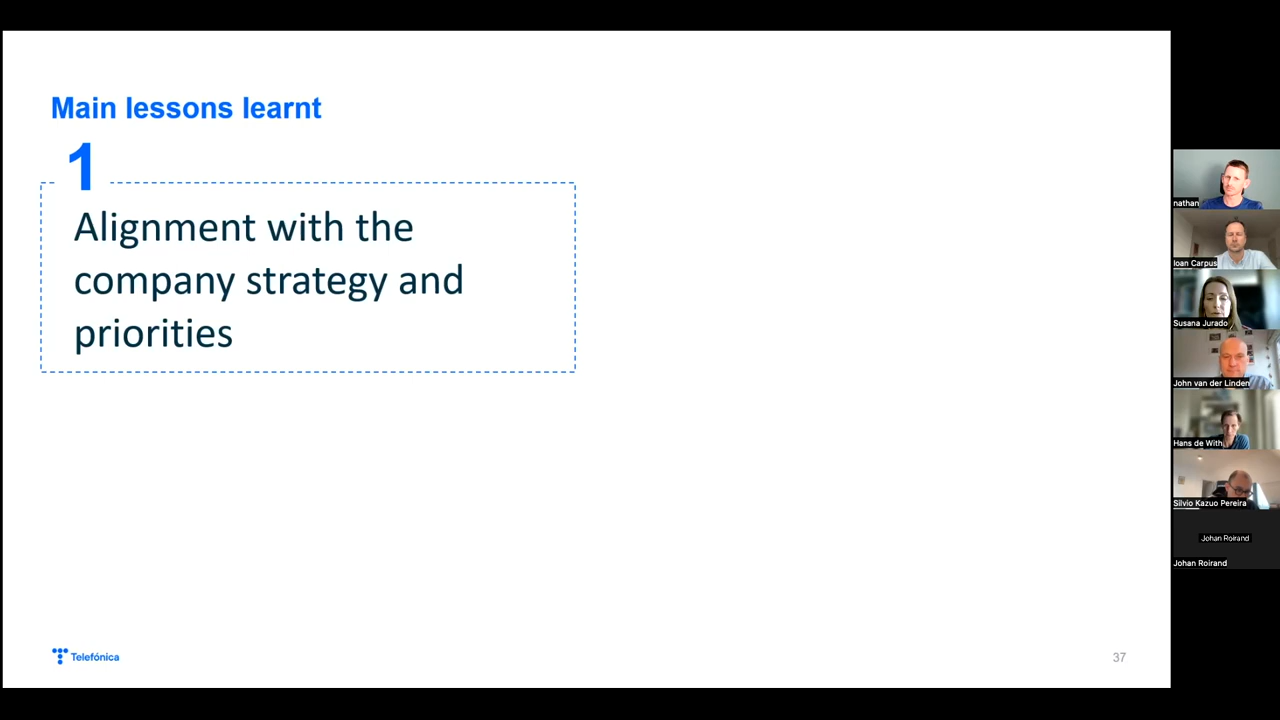 Main lessons learnt
1
Alignment with the
company strategy and
priorities
Telefónica
37
nathan
Ioan Carpus
Susana Jurado
John van der Linden
Hans de With
Silvio Kazuo Pereira
Johan Roirand
Johan Roirand